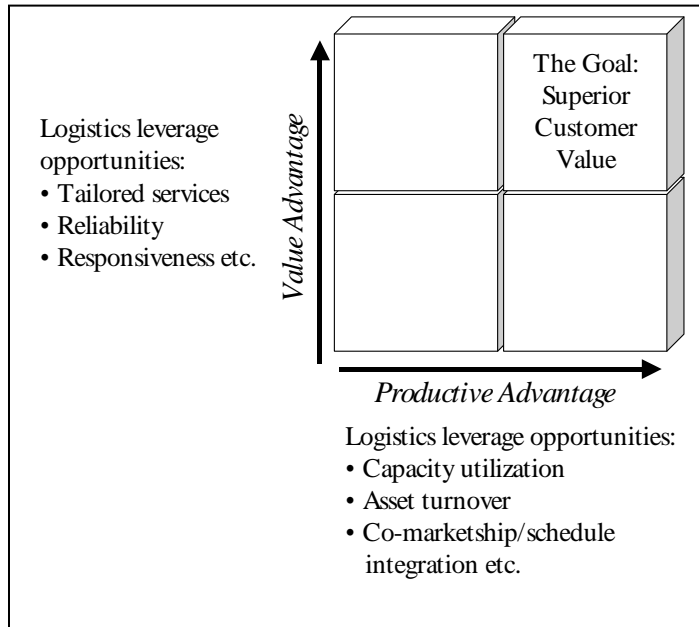 The Goal:
Superior
Customer
Value
Value Advantage
Logistics leverage
opportunities:
• Tailored services
• Reliability
• Responsiveness etc.
Productive Advantage
Logistics leverage opportunities:
• Capacity utilization
• Asset turnover
• Co-marketship/schedule
integration etc.